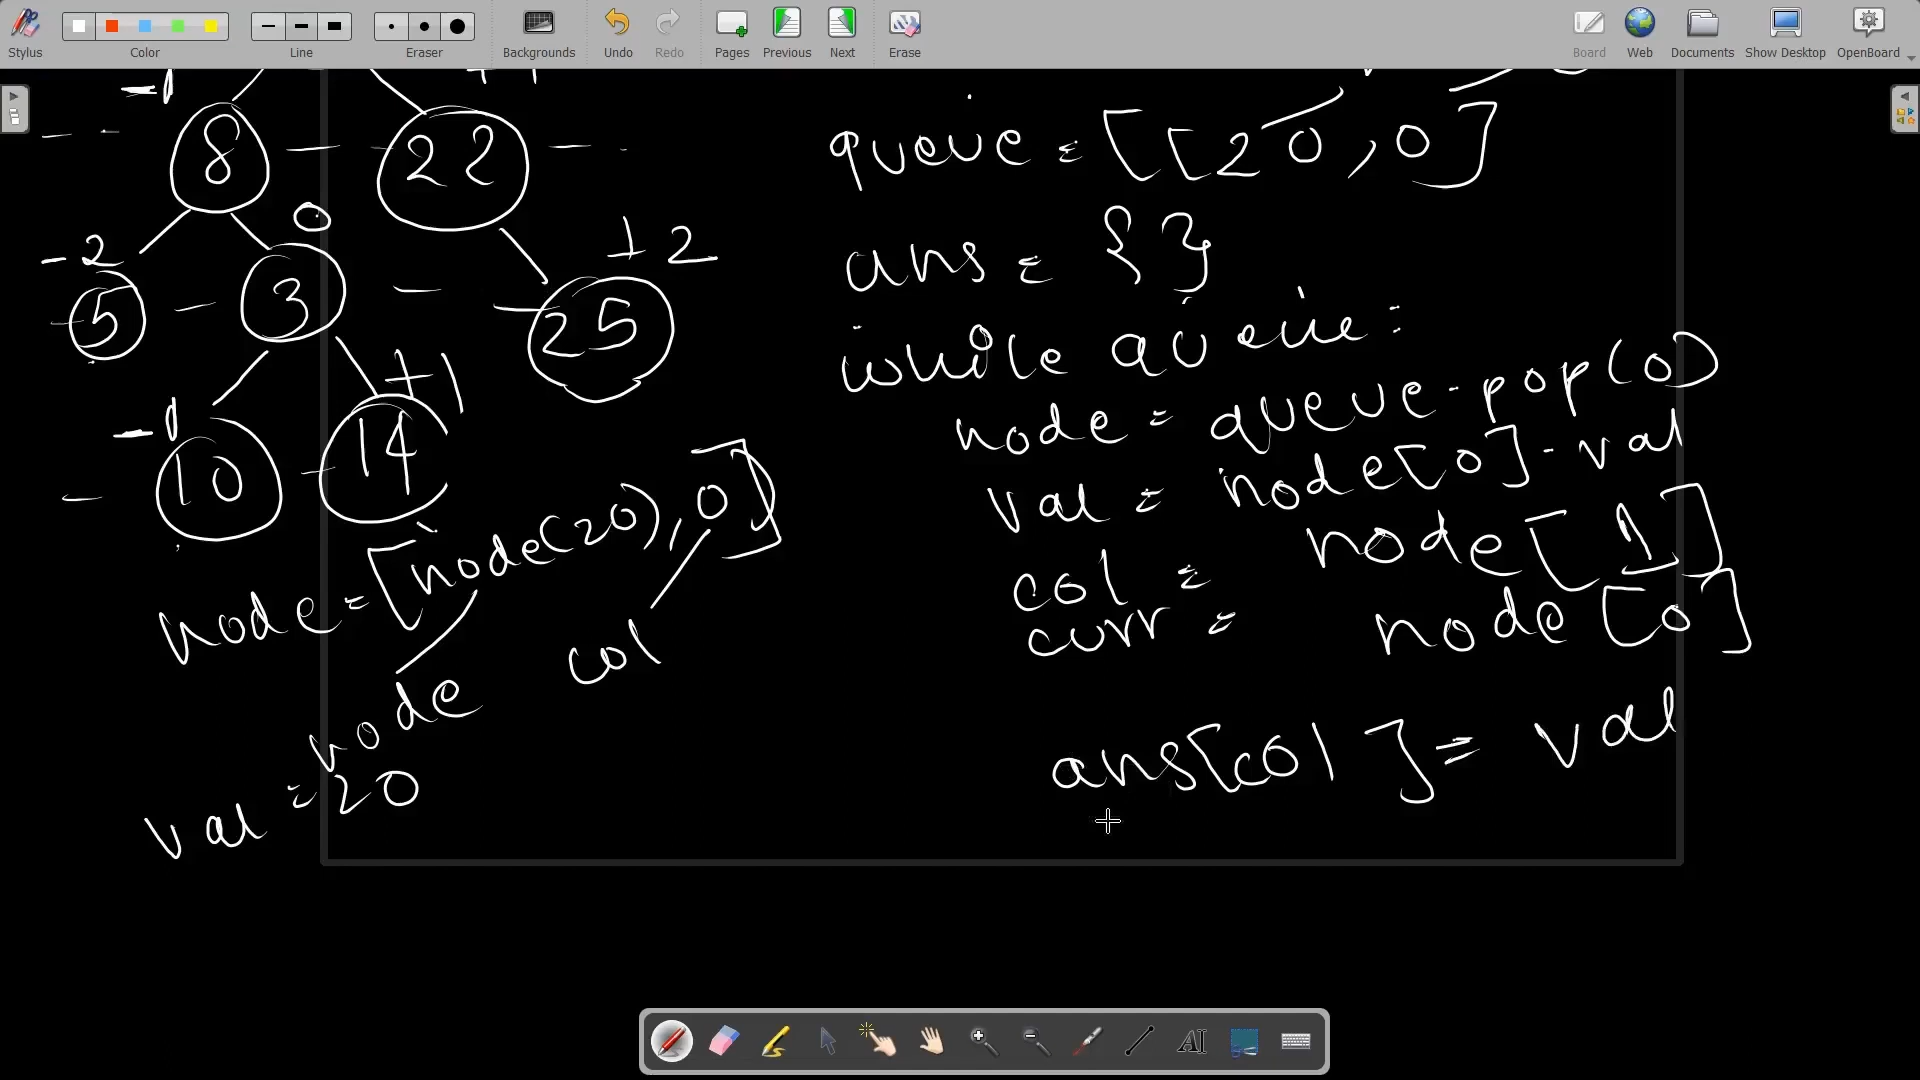 Stylus Color Line Eraser Backgrounds Undo Redo Pages Previous Next Erase Board Web Documents Show Desktop OpenBoard
-1
+1
8
22
-2
0
+2
5
3
25
-1
+1
10
14
node = [node(20), 0]
node
col
val = 20
queue = [[20, 0]
ans = { }
while queue:
node = queue.pop(0)
val = node[0].val
col = node[1]
curr = node[0]
ans[col] = val
AI